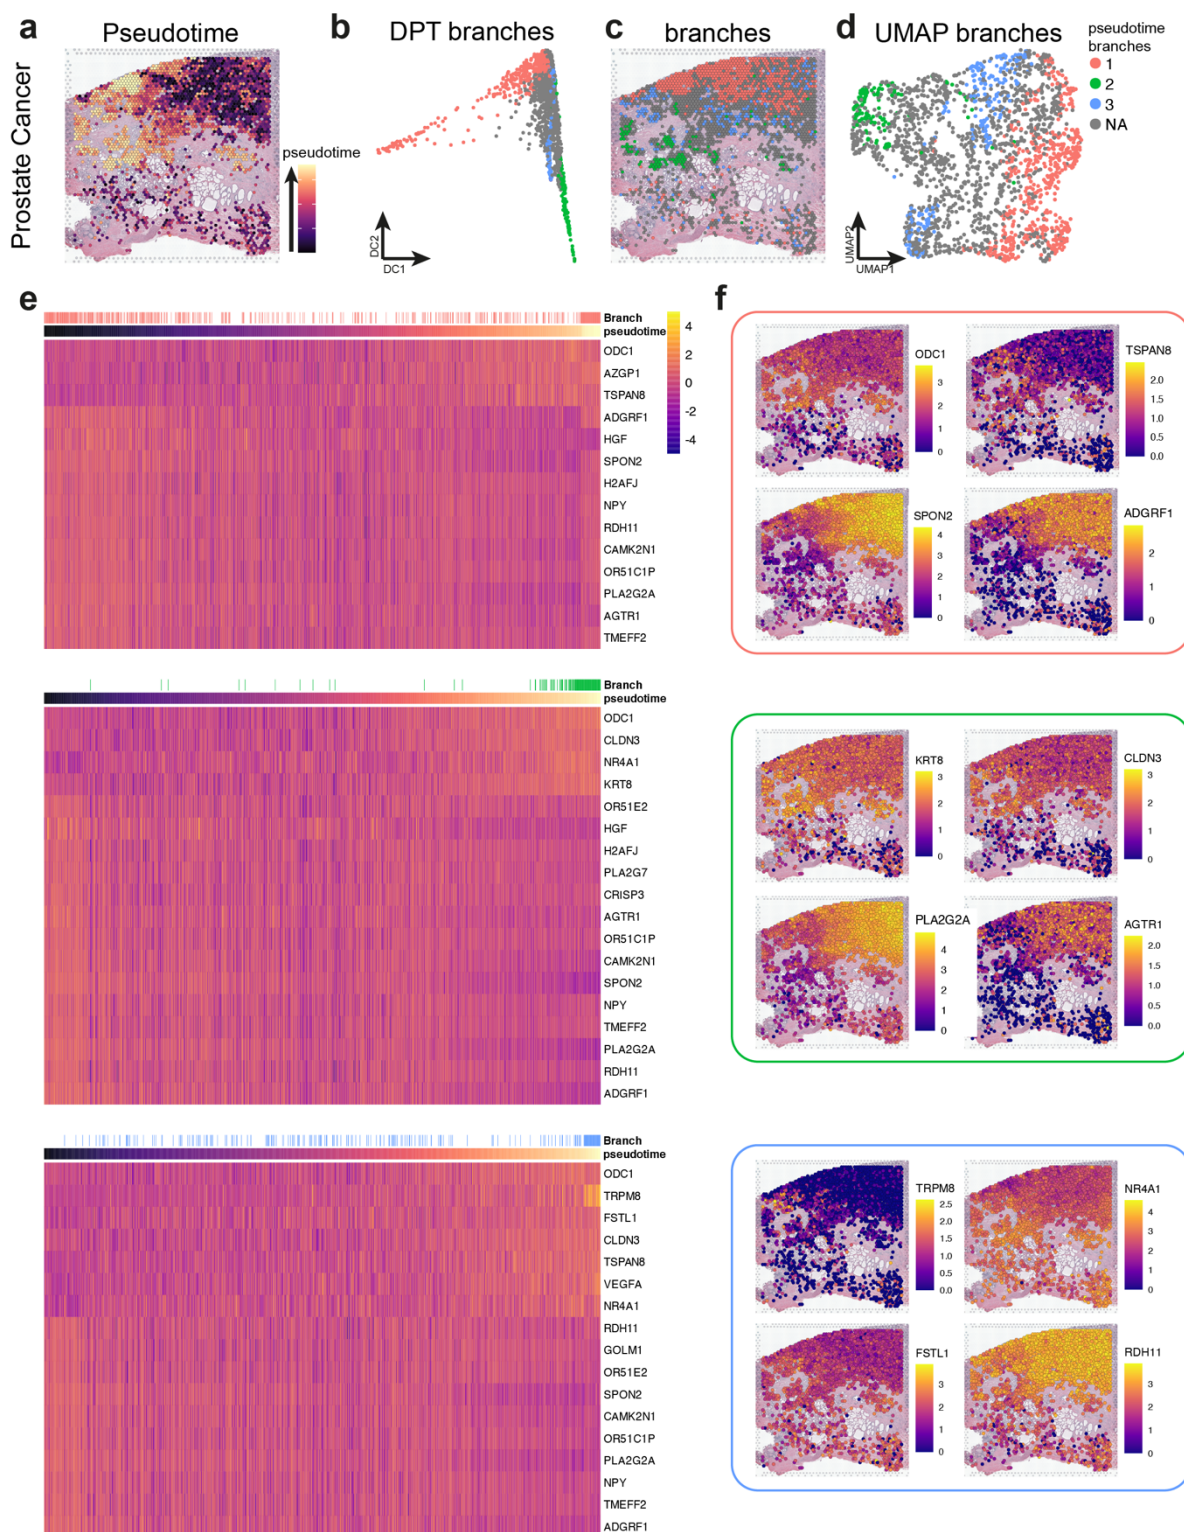 a Pseudotime
b DPT branches
c branches
d UMAP branches
pseudotime
branches
1
2
3
NA
Prostate Cancer
pseudotime
DC2
DC1
UMAP2
UMAP1
e
Branch
pseudotime
4
2
0
-2
-4
ODC1
AZGP1
TSPAN8
ADGRF1
HGF
SPON2
H2AFJ
NPY
RDH11
CAMK2N1
OR51C1P
PLA2G2A
AGTR1
TMEFF2
f
ODC1
3
2
1
0
TSPAN8
2.0
1.5
1.0
0.5
0.0
SPON2
4
3
2
1
0
ADGRF1
2
1
0
Branch
pseudotime
ODC1
CLDN3
NR4A1
KRT8
OR51E2
HGF
H2AFJ
PLA2G7
CRISP3
AGTR1
OR51C1P
CAMK2N1
SPON2
NPY
TMEFF2
PLA2G2A
RDH11
ADGRF1
KRT8
3
2
1
0
CLDN3
3
2
1
0
PLA2G2A
4
3
2
1
0
AGTR1
2.0
1.5
1.0
0.5
0.0
Branch
pseudotime
ODC1
TRPM8
FSTL1
CLDN3
TSPAN8
VEGFA
NR4A1
RDH11
GOLM1
OR51E2
SPON2
CAMK2N1
OR51C1P
PLA2G2A
NPY
TMEFF2
ADGRF1
TRPM8
2.5
2.0
1.5
1.0
0.5
0.0
NR4A1
4
3
2
1
0
FSTL1
3
2
1
0
RDH11
3
2
1
0